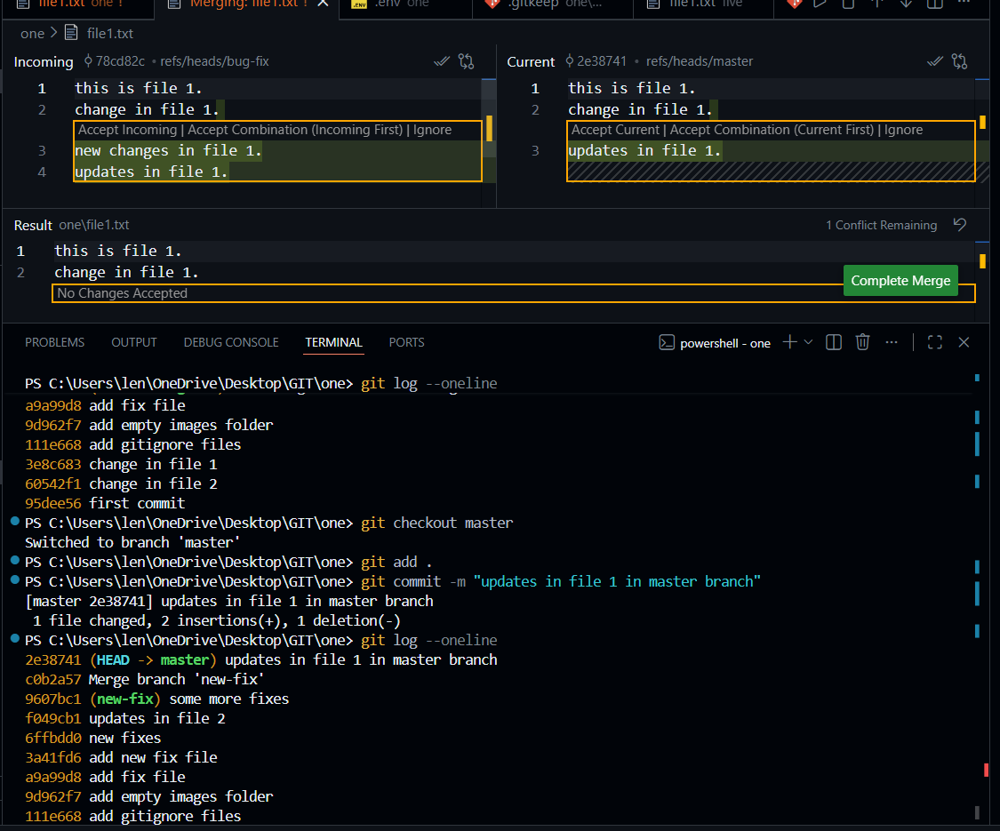 file1.txt one !
Merging: file1.txt !
.ENV .env one
.gitkeep one\...
file1.txt live
one > file1.txt
Incoming 78cd82c • refs/heads/bug-fix
1 this is file 1.
2 change in file 1.
Accept Incoming | Accept Combination (Incoming First) | Ignore
3 new changes in file 1.
4 updates in file 1.
Current 2e38741 • refs/heads/master
1 this is file 1.
2 change in file 1.
Accept Current | Accept Combination (Current First) | Ignore
3 updates in file 1.
Result one\file1.txt
1 Conflict Remaining
1 this is file 1.
2 change in file 1.
No Changes Accepted
Complete Merge
PROBLEMS OUTPUT DEBUG CONSOLE TERMINAL PORTS
powershell - one
PS C:\Users\len\OneDrive\Desktop\GIT\one> git log --oneline
a9a99d8 add fix file
9d962f7 add empty images folder
111e668 add gitignore files
3e8c683 change in file 1
60542f1 change in file 2
95dee56 first commit
PS C:\Users\len\OneDrive\Desktop\GIT\one> git checkout master
Switched to branch 'master'
PS C:\Users\len\OneDrive\Desktop\GIT\one> git add .
PS C:\Users\len\OneDrive\Desktop\GIT\one> git commit -m "updates in file 1 in master branch"
[master 2e38741] updates in file 1 in master branch
1 file changed, 2 insertions(+), 1 deletion(-)
PS C:\Users\len\OneDrive\Desktop\GIT\one> git log --oneline
2e38741 (HEAD -> master) updates in file 1 in master branch
c0b2a57 Merge branch 'new-fix'
9607bc1 (new-fix) some more fixes
f049cb1 updates in file 2
6ffbdd0 new fixes
3a41fd6 add new fix file
a9a99d8 add fix file
9d962f7 add empty images folder
111e668 add gitignore files